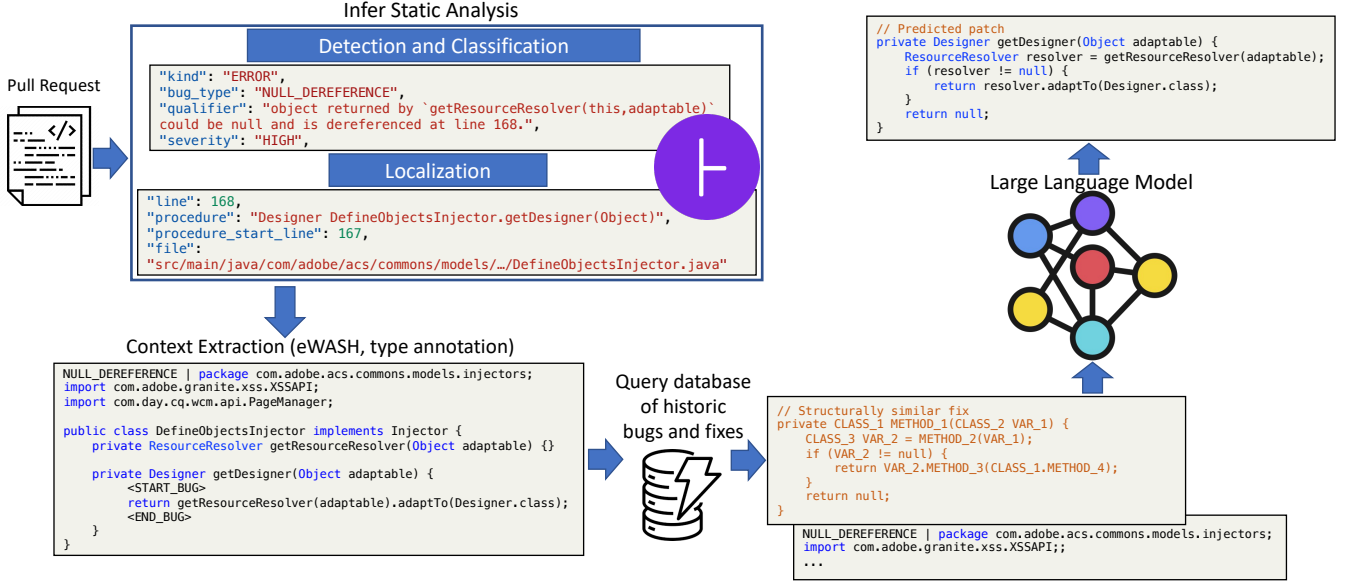 Infer Static Analysis
Detection and Classification
Pull Request
</>
"kind": "ERROR",
"bug_type": "NULL_DEREFERENCE",
"qualifier": "object returned by `getResourceResolver(this,adaptable)`
could be null and is dereferenced at line 168.",
"severity": "HIGH",
Localization
"line": 168,
"procedure": "Designer DefineObjectsInjector.getDesigner(Object)",
"procedure_start_line": 167,
"file":
"src/main/java/com/adobe/acs/commons/models/…/DefineObjectsInjector.java"
Context Extraction (eWASH, type annotation)
NULL_DEREFERENCE | package com.adobe.acs.commons.models.injectors;
import com.adobe.granite.xss.XSSAPI;
import com.day.cq.wcm.api.PageManager;
public class DefineObjectsInjector implements Injector {
private ResourceResolver getResourceResolver(Object adaptable) {}
private Designer getDesigner(Object adaptable) {
<START_BUG>
return getResourceResolver(adaptable).adaptTo(Designer.class);
<END_BUG>
}
}
Query database
of historic
bugs and fixes
// Structurally similar fix
private CLASS_1 METHOD_1(CLASS_2 VAR_1) {
CLASS_3 VAR_2 = METHOD_2(VAR_1);
if (VAR_2 != null) {
return VAR_2.METHOD_3(CLASS_1.METHOD_4);
}
return null;
}
NULL_DEREFERENCE | package com.adobe.acs.commons.models.injectors;
import com.adobe.granite.xss.XSSAPI;;
...
Large Language Model
// Predicted patch
private Designer getDesigner(Object adaptable) {
ResourceResolver resolver = getResourceResolver(adaptable);
if (resolver != null) {
return resolver.adaptTo(Designer.class);
}
return null;
}